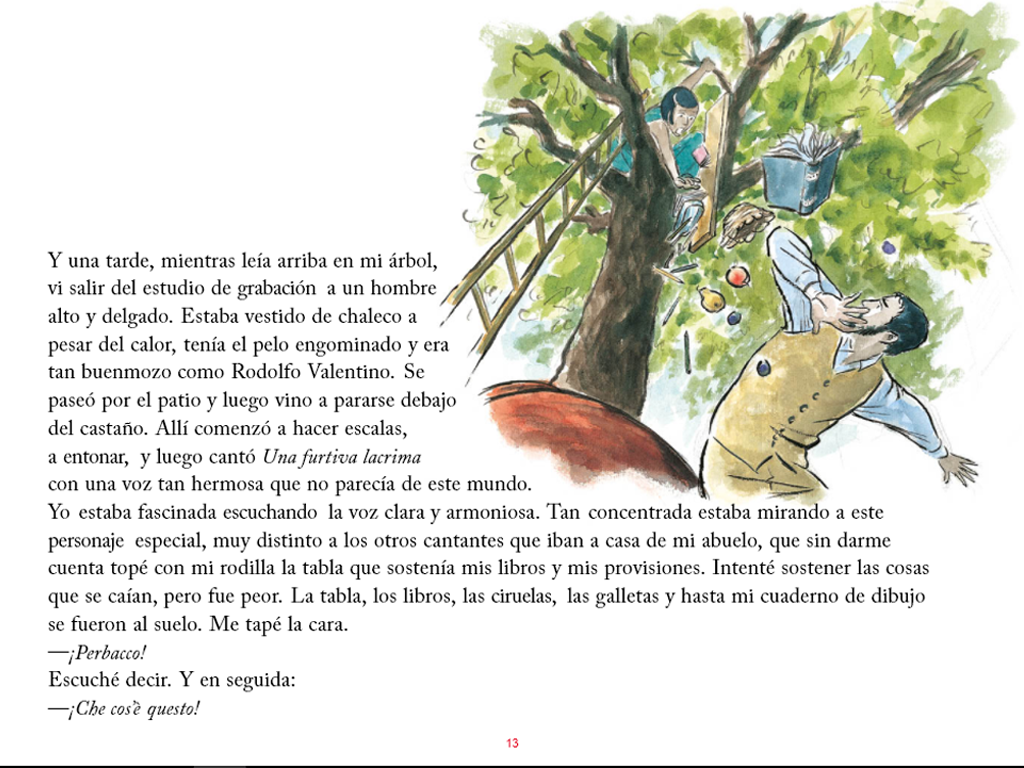 Y una tarde, mientras leía arriba en mi árbol,
vi salir del estudio de grabación a un hombre
alto y delgado. Estaba vestido de chaleco a
pesar del calor, tenía el pelo engominado y era
tan buenmozo como Rodolfo Valentino. Se
paseó por el patio y luego vino a pararse debajo
del castaño. Allí comenzó a hacer escalas,
a entonar, y luego cantó Una furtiva lacrima
con una voz tan hermosa que no parecía de este mundo.
Yo estaba fascinada escuchando la voz clara y armoniosa. Tan concentrada estaba mirando a este
personaje especial, muy distinto a los otros cantantes que iban a casa de mi abuelo, que sin darme
cuenta topé con mi rodilla la tabla que sostenía mis libros y mis provisiones. Intenté sostener las cosas
que se caían, pero fue peor. La tabla, los libros, las ciruelas, las galletas y hasta mi cuaderno de dibujo
se fueron al suelo. Me tapé la cara.
—¡Perbacco!
Escuché decir. Y en seguida:
—¡Che cos'è questo!
13